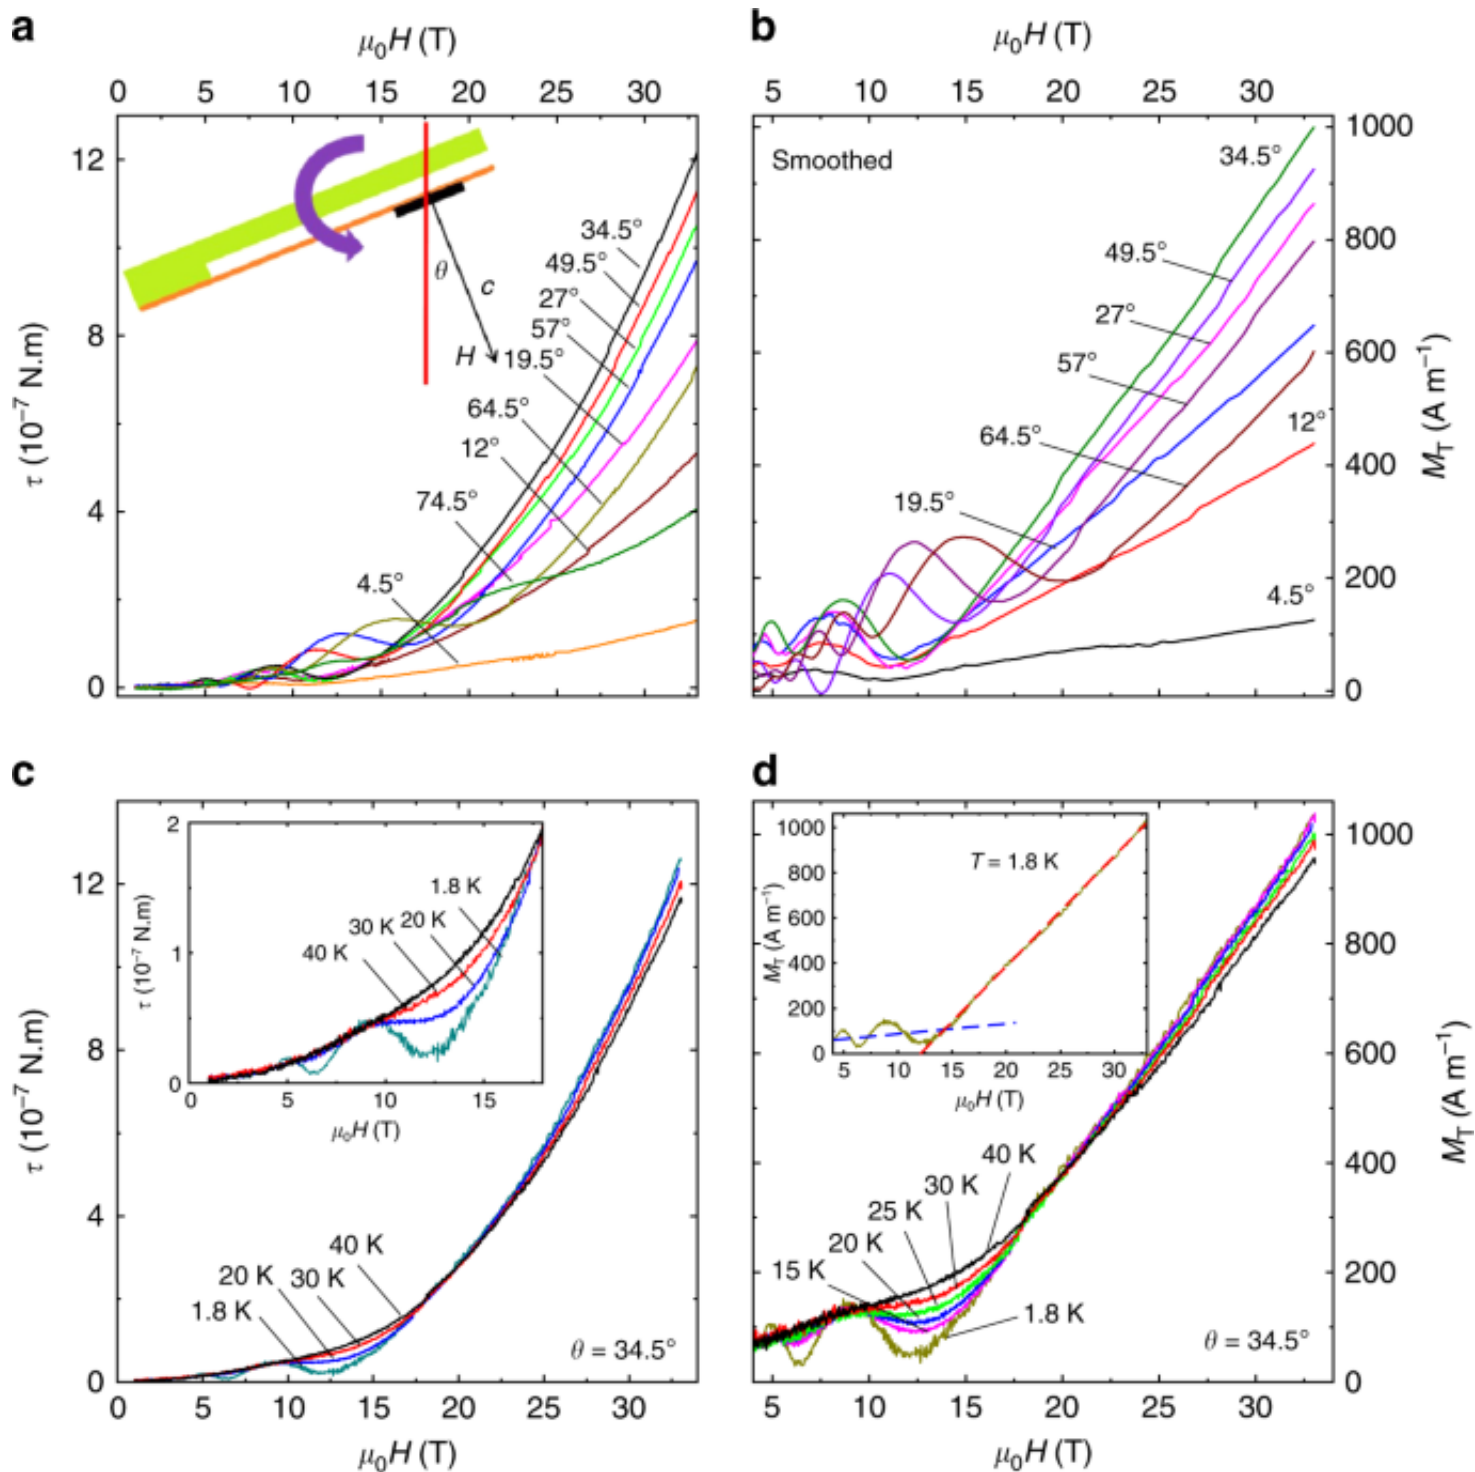 a
μ₀H (T)
0 5 10 15 20 25 30
12
8
4
0
τ (10⁻⁷ N.m)
θ
c
H
34.5°
49.5°
27°
57°
19.5°
64.5°
12°
74.5°
4.5°
b
μ₀H (T)
5 10 15 20 25 30
Smoothed
34.5°
49.5°
27°
57°
12°
64.5°
19.5°
4.5°
1000
800
600
400
200
0
M_T (A m⁻¹)
c
12
8
4
0
τ (10⁻⁷ N.m)
2
1
0
τ (10⁻⁷ N.m)
1.8 K
20 K
30 K
40 K
0 5 10 15
μ₀H (T)
40 K
20 K
30 K
1.8 K
θ = 34.5°
0 5 10 15 20 25 30
μ₀H (T)
d
1000
800
600
400
200
0
M_T (A m⁻¹)
T = 1.8 K
5 10 15 20 25 30
μ₀H (T)
40 K
30 K
25 K
20 K
15 K
1.8 K
θ = 34.5°
1000
800
600
400
200
0
M_T (A m⁻¹)
5 10 15 20 25 30
μ₀H (T)